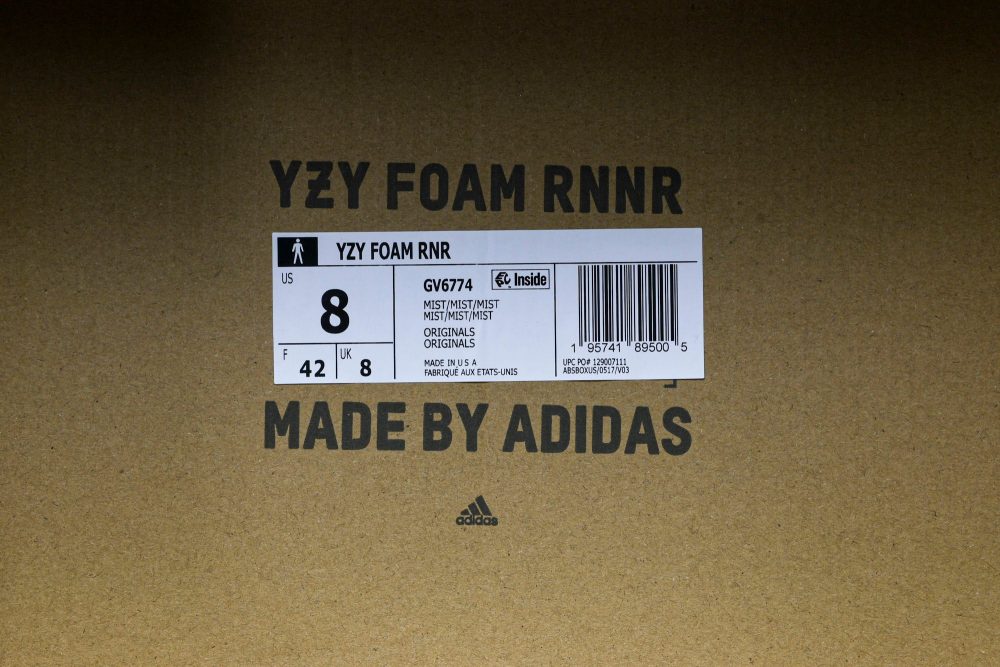 YZY FOAM RNNR
YZY FOAM RNR
US
8
F
42
UK
8
GV6774
Inside
MIST/MIST/MIST
MIST/MIST/MIST
ORIGINALS
ORIGINALS
MADE IN U S A
FABRIQUÉ AUX ETATS-UNIS
1 95741 89500 5
UPC PO# 129007111
ABSBOXUS/0517/V03
MADE BY ADIDAS
adidas